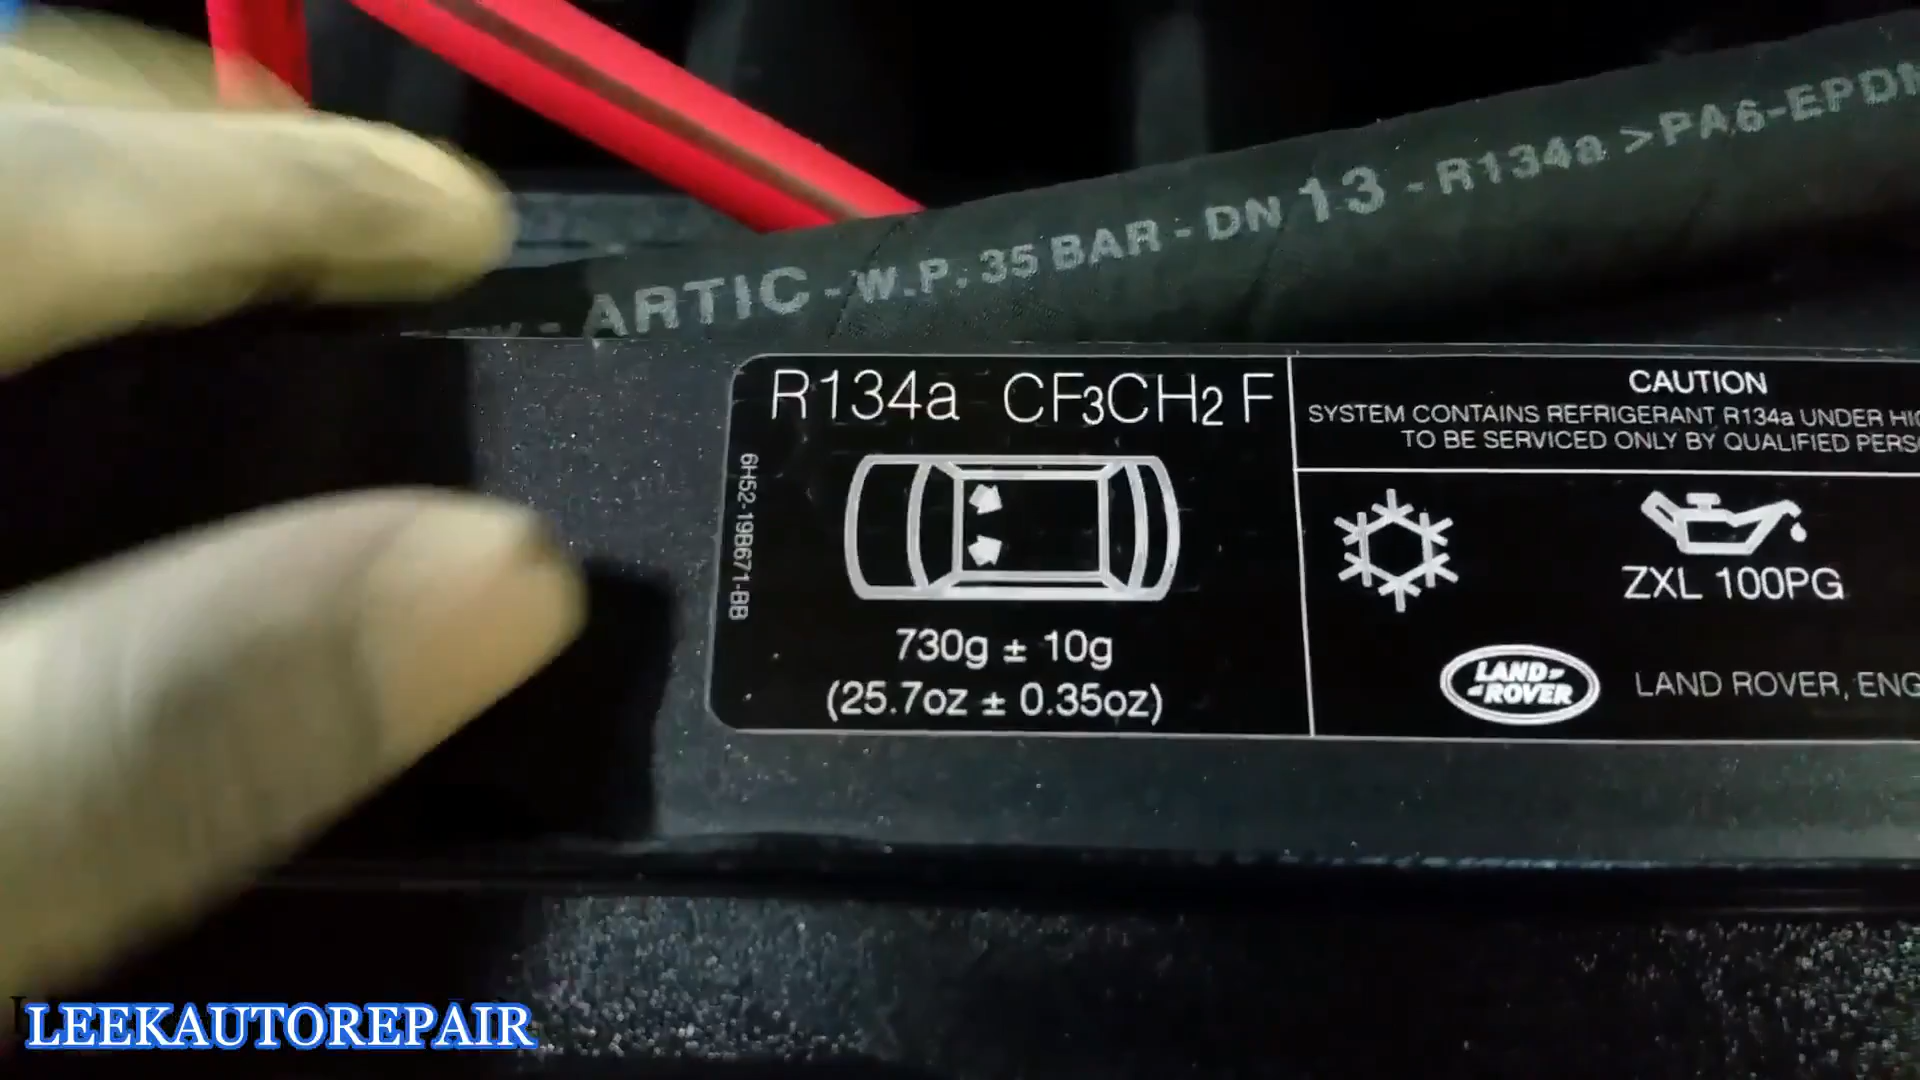 ARTIC - W.P. 35 BAR - DN 13 - R134a >PA6-EPDM
R134a CF3CH2 F
6H52-19B671-BB
730g ± 10g
(25.7oz ± 0.35oz)
CAUTION
SYSTEM CONTAINS REFRIGERANT R134a UNDER
TO BE SERVICED ONLY BY QUALIFIED
ZXL 100PG
LAND ROVER
LAND ROVER, ENG
LEEKAUTOREPAIR